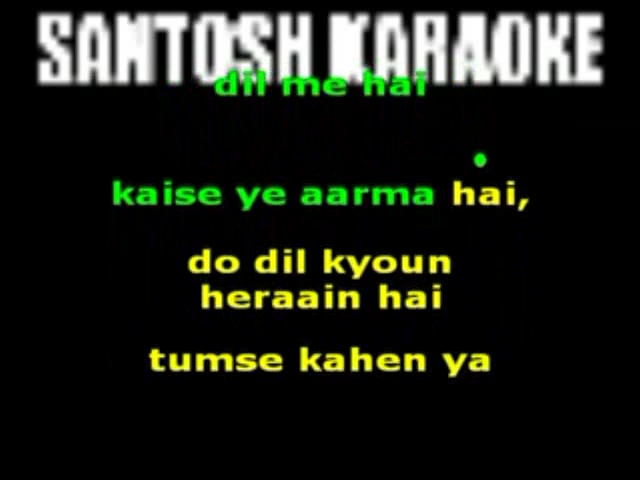 SANTOSH KARAOKE
dil me hai
kaise ye aarma hai,
do dil kyoun
heraain hai
tumse kahen ya